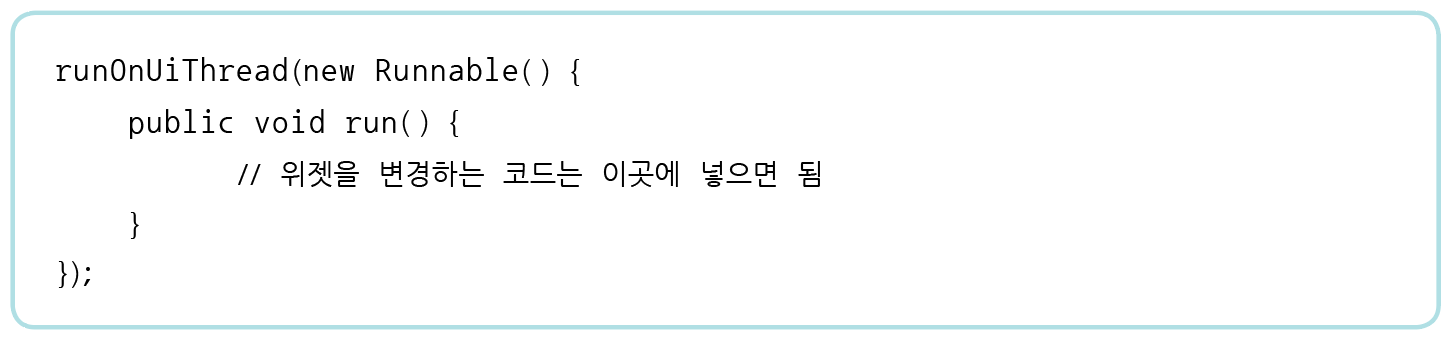 runOnUiThread(new Runnable() {
public void run() {
// 위젯을 변경하는 코드는 이곳에 넣으면 됨
}
});